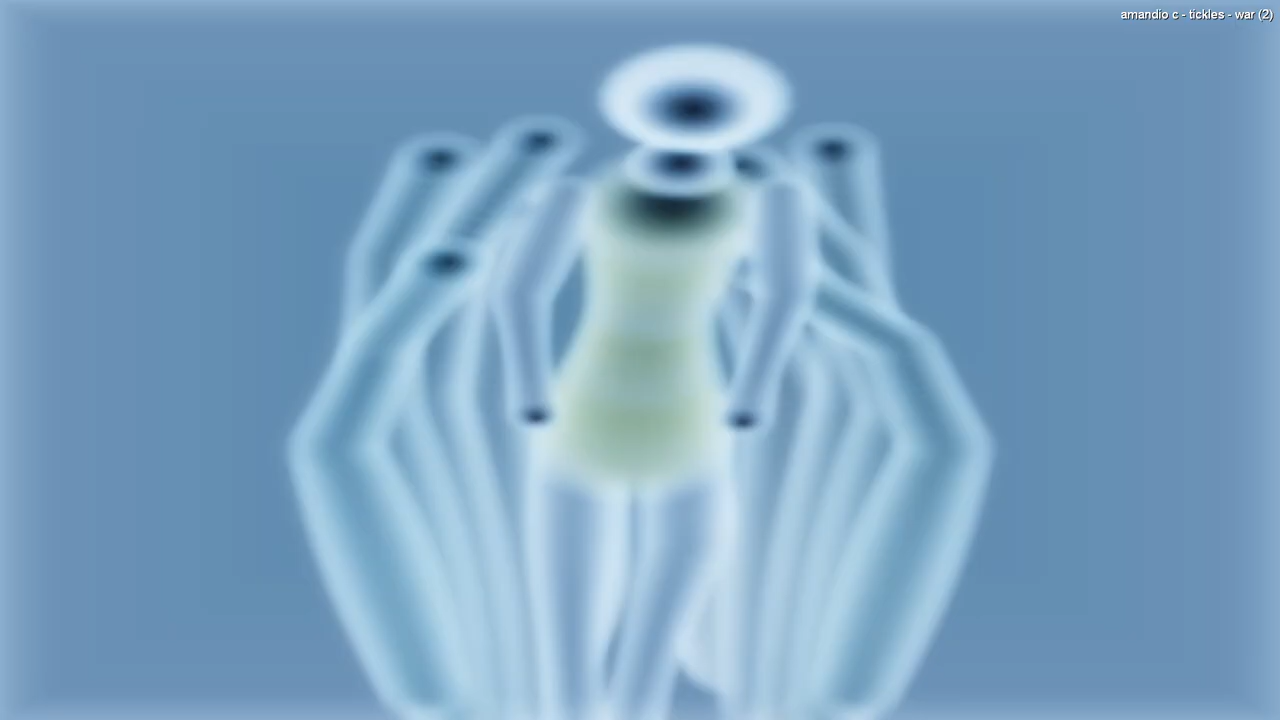 amandio c - tickles - war (2)